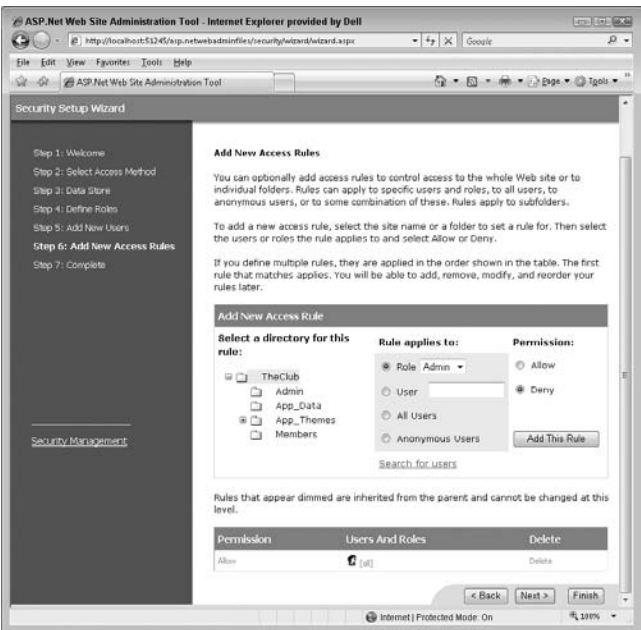 ASP.Net Web Site Administration Tool - Internet Explorer provided by Dell
http://localhost:51245/asp.netwebadminfiles/security/wizard/wizard.aspx
Google
File Edit View Favorites Tools Help
ASP.Net Web Site Administration Tool
Page Tools
Security Setup Wizard
Step 1: Welcome
Step 2: Select Access Method
Step 3: Data Store
Step 4: Define Roles
Step 5: Add New Users
Step 6: Add New Access Rules
Step 7: Complete
Security Management
Add New Access Rules
You can optionally add access rules to control access to the whole Web site or to
individual folders. Rules can apply to specific users and roles, to all users, to
anonymous users, or to some combination of these. Rules apply to subfolders.
To add a new access rule, select the site name or a folder to set a rule for. Then select
the users or roles the rule applies to and select Allow or Deny.
If you define multiple rules, they are applied in the order shown in the table. The first
rule that matches applies. You will be able to add, remove, modify, and reorder your
rules later.
Add New Access Rule
Select a directory for this
rule:
TheClub
Admin
App_Data
App_Themes
Members
Rule applies to:
Role Admin
User
All Users
Anonymous Users
Search for users
Permission:
Allow
Deny
Add This Rule
Rules that appear dimmed are inherited from the parent and cannot be changed at this
level.
Permission Users And Roles Delete
Allow [all] Delete
< Back Next > Finish
Internet | Protected Mode: On 100%